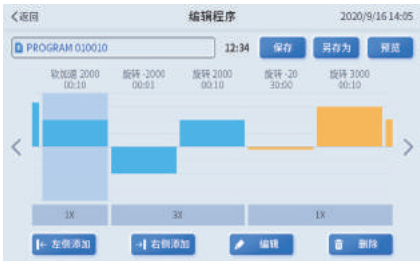 返回 编辑程序 2020/9/16 14:05
PROGRAM 010010 12:34 保存 另存为 预览
软加速 2000 旋转 -2000 旋转 2000 旋转 -20 旋转 3000
00:10 00:01 00:10 30:00 00:10
1X 3X 1X
左侧添加 右侧添加 编辑 删除